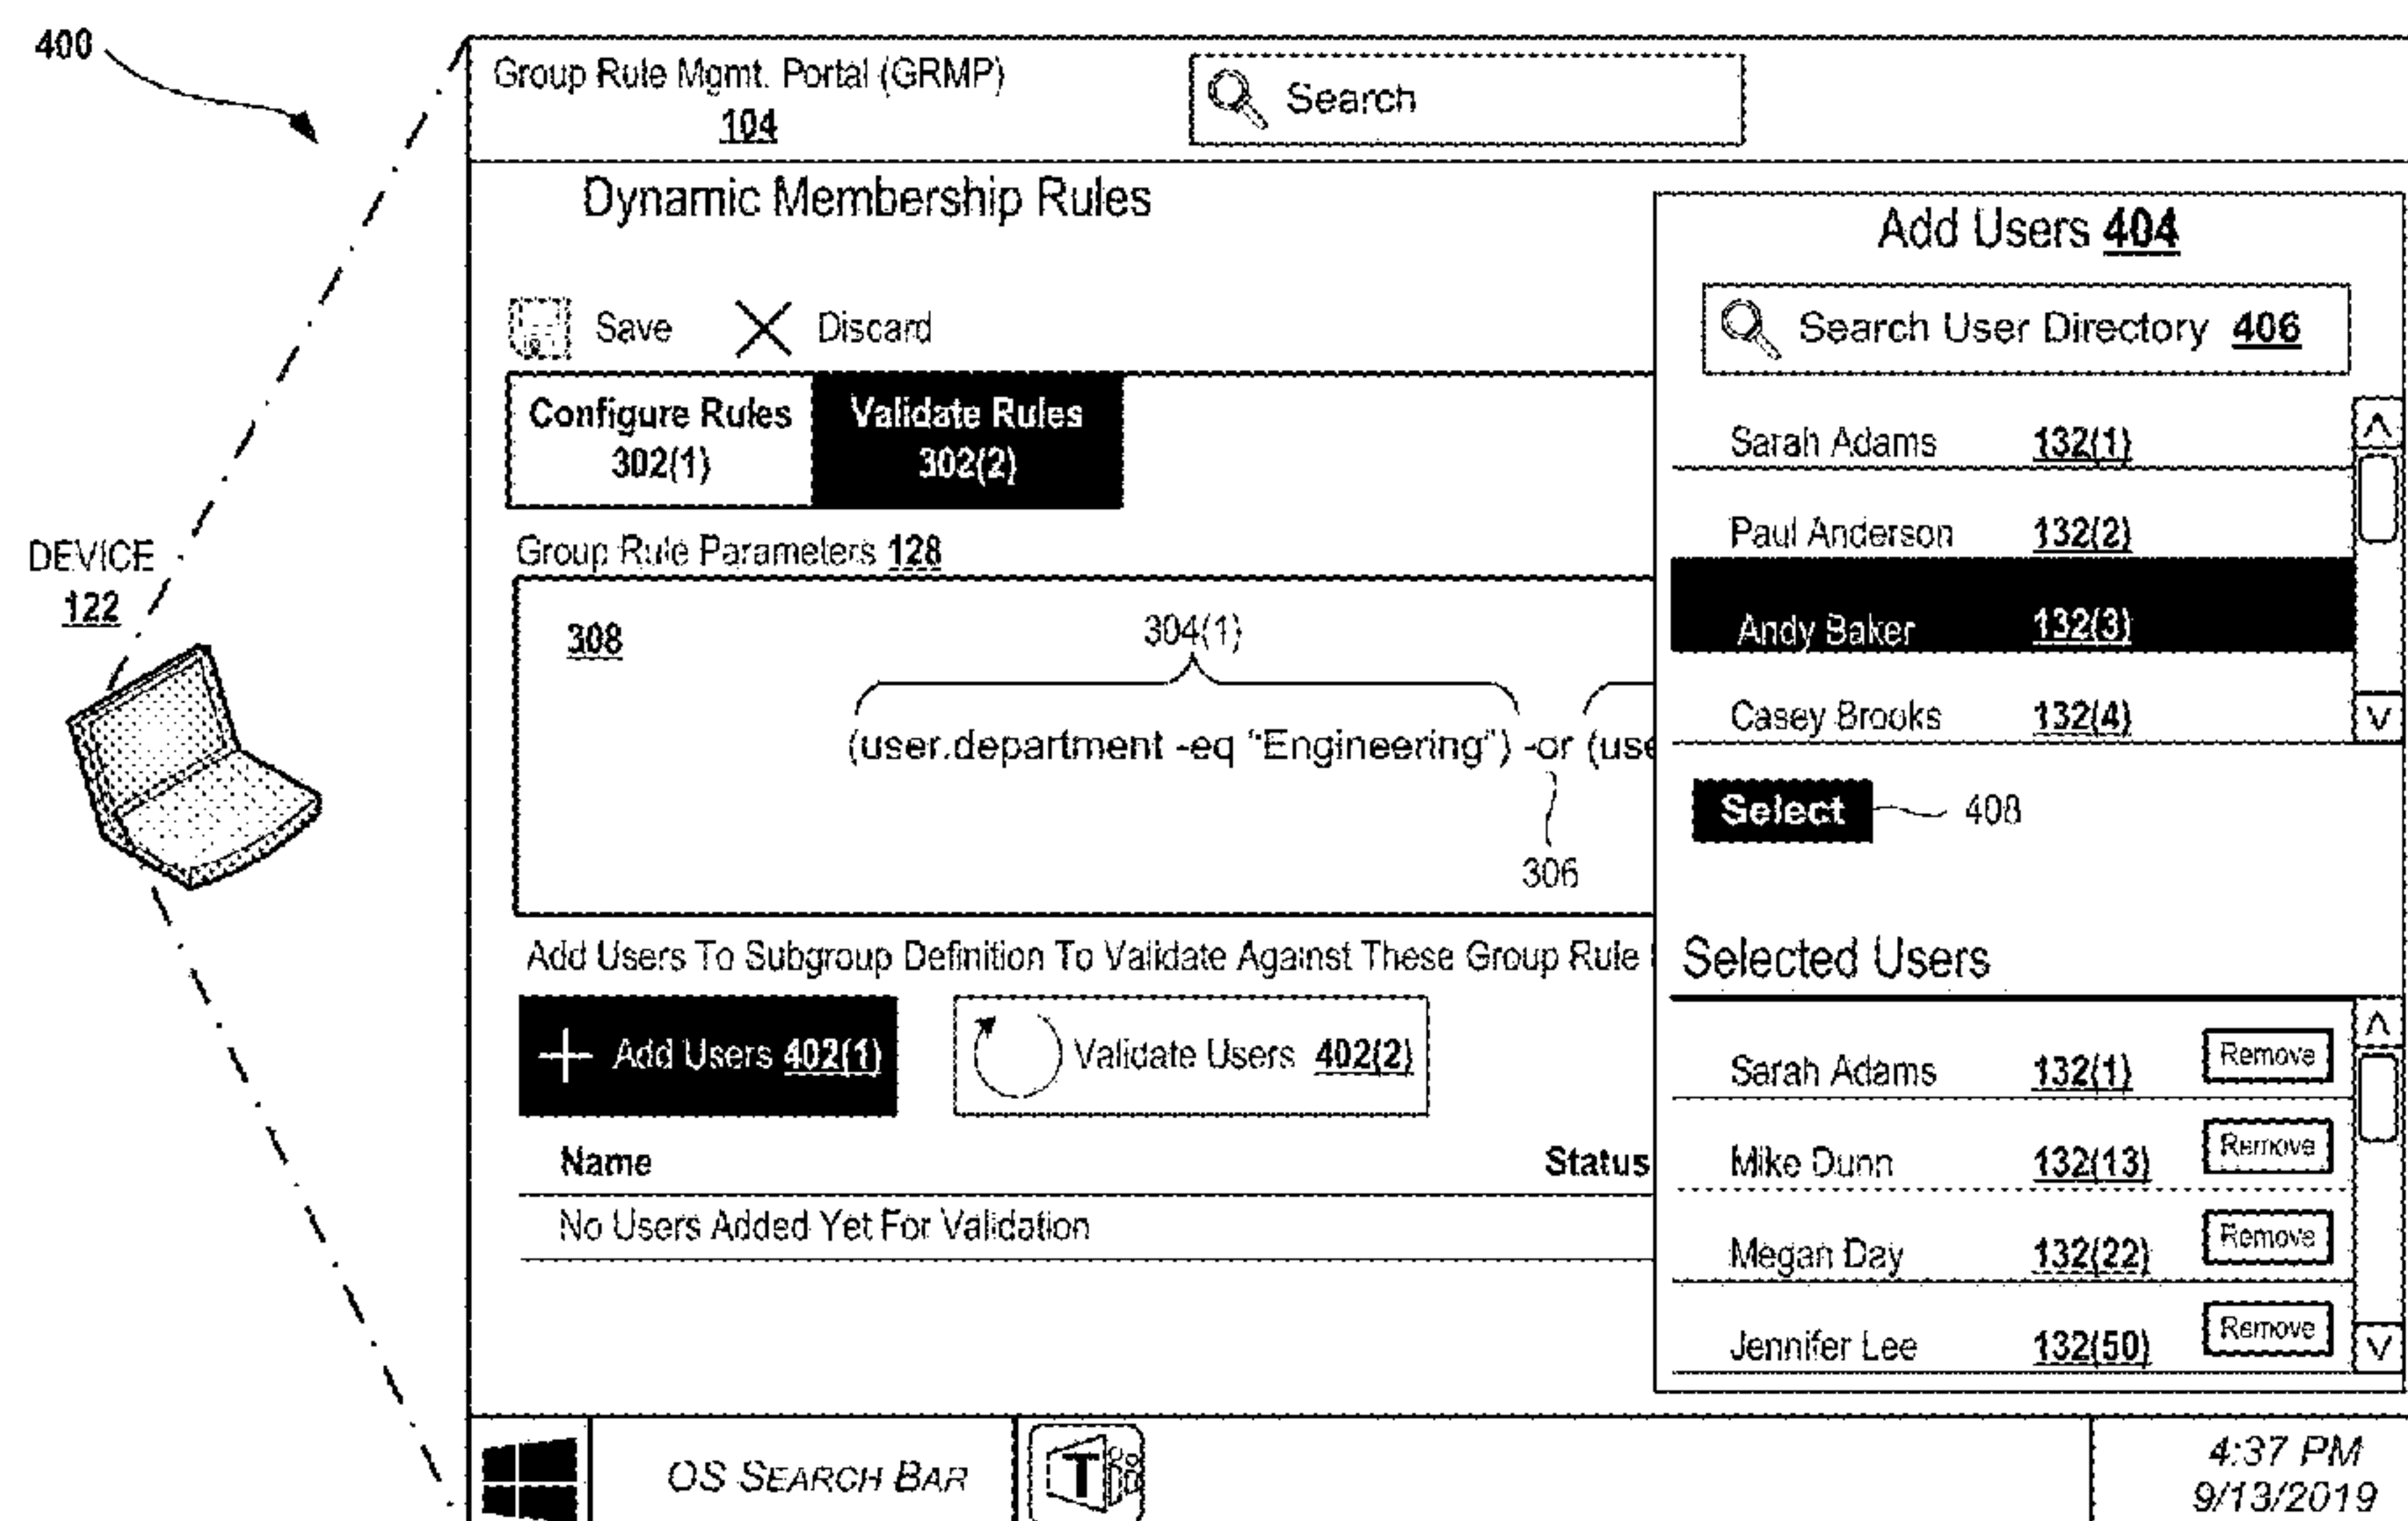 400
Group Rule Mgmt. Portal (GRMP)
104
Search
Dynamic Membership Rules
Save
Discard
Configure Rules
302(1)
Validate Rules
302(2)
Group Rule Parameters 128
DEVICE
122
308
304(1)
(user.department -eq "Engineering") -or (use
306
Add Users To Subgroup Definition To Validate Against These Group Rule
Add Users 402(1)
Validate Users 402(2)
Name
Status
No Users Added Yet For Validation
Add Users 404
Search User Directory 406
Sarah Adams 132(1)
Paul Anderson 132(2)
Andy Baker 132(3)
Casey Brooks 132(4)
Select
408
Selected Users
Sarah Adams 132(1) Remove
Mike Dunn 132(13) Remove
Megan Day 132(22) Remove
Jennifer Lee 132(50) Remove
OS SEARCH BAR
T
4:37 PM
9/13/2019